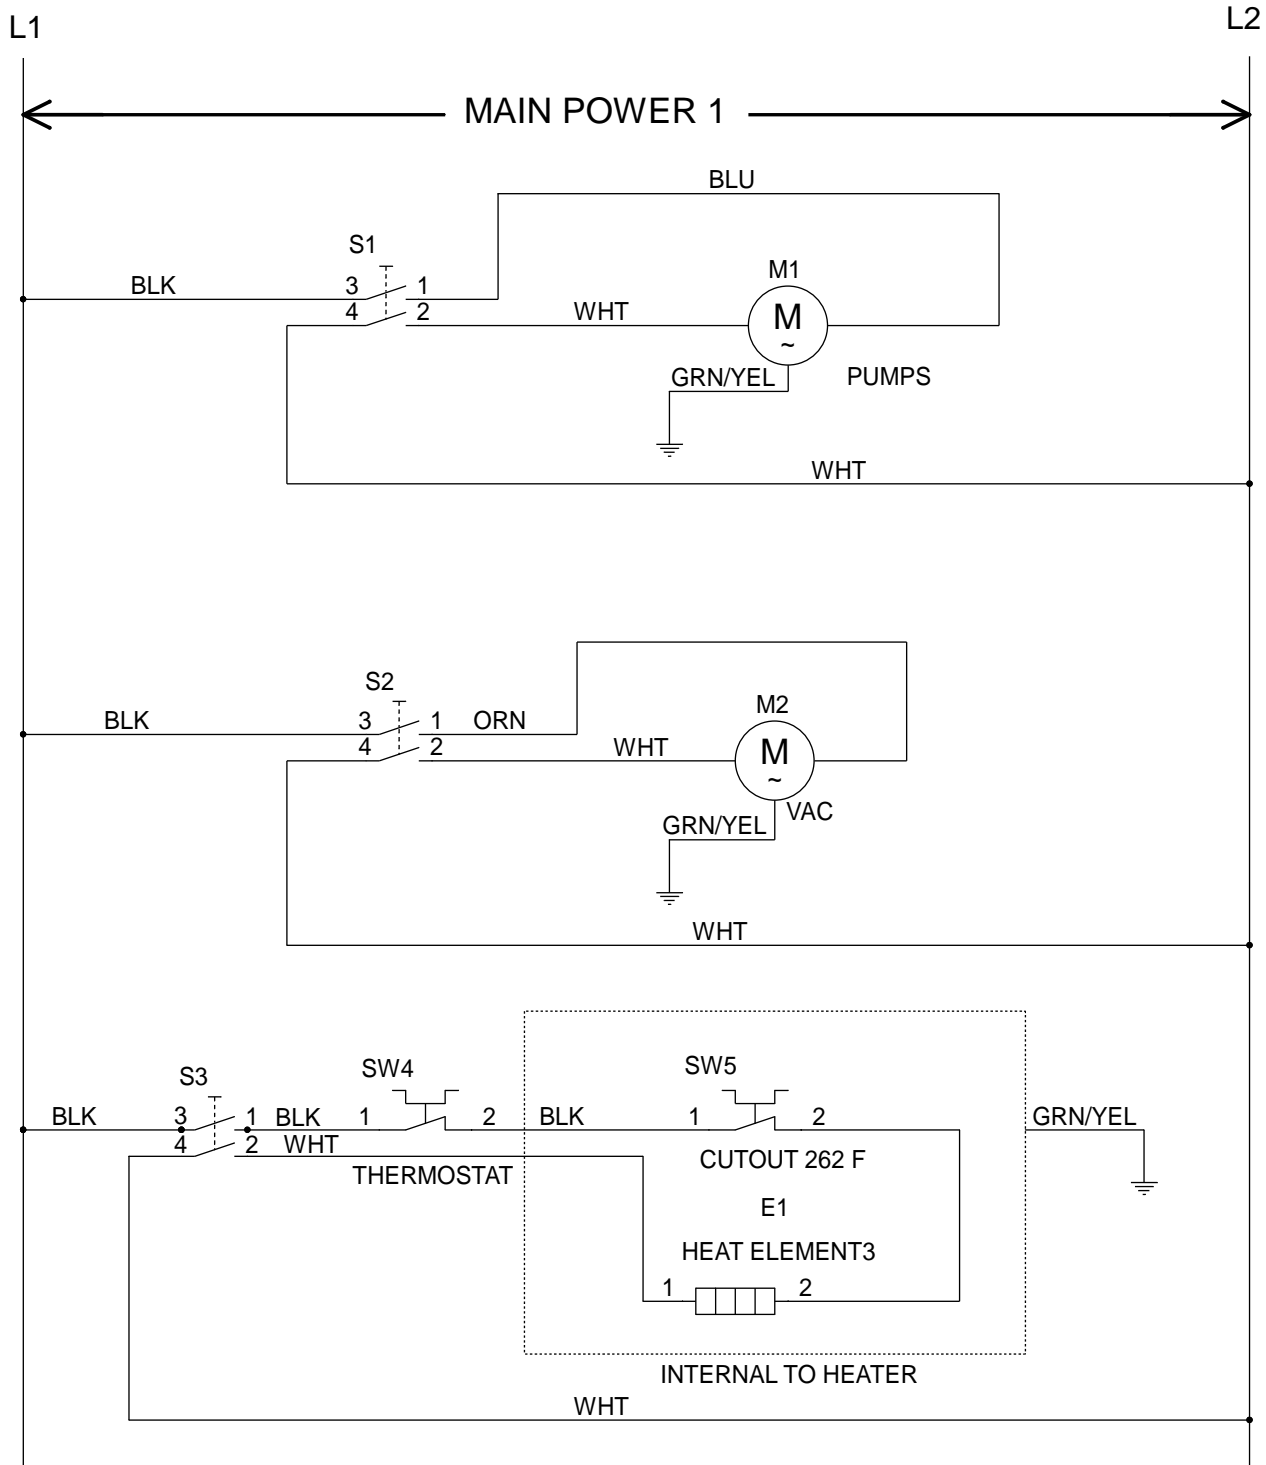 L1
L2
MAIN POWER 1
BLU
S1
BLK
3
1
M1
4
2
WHT
M
~
GRN/YEL
PUMPS
WHT
S2
BLK
3
1
ORN
M2
4
2
WHT
M
~
VAC
GRN/YEL
WHT
SW4
SW5
S3
BLK
3
1
BLK
1
2
BLK
1
2
GRN/YEL
4
2
WHT
THERMOSTAT
CUTOUT 262 F
E1
HEAT ELEMENT3
1
2
INTERNAL TO HEATER
WHT